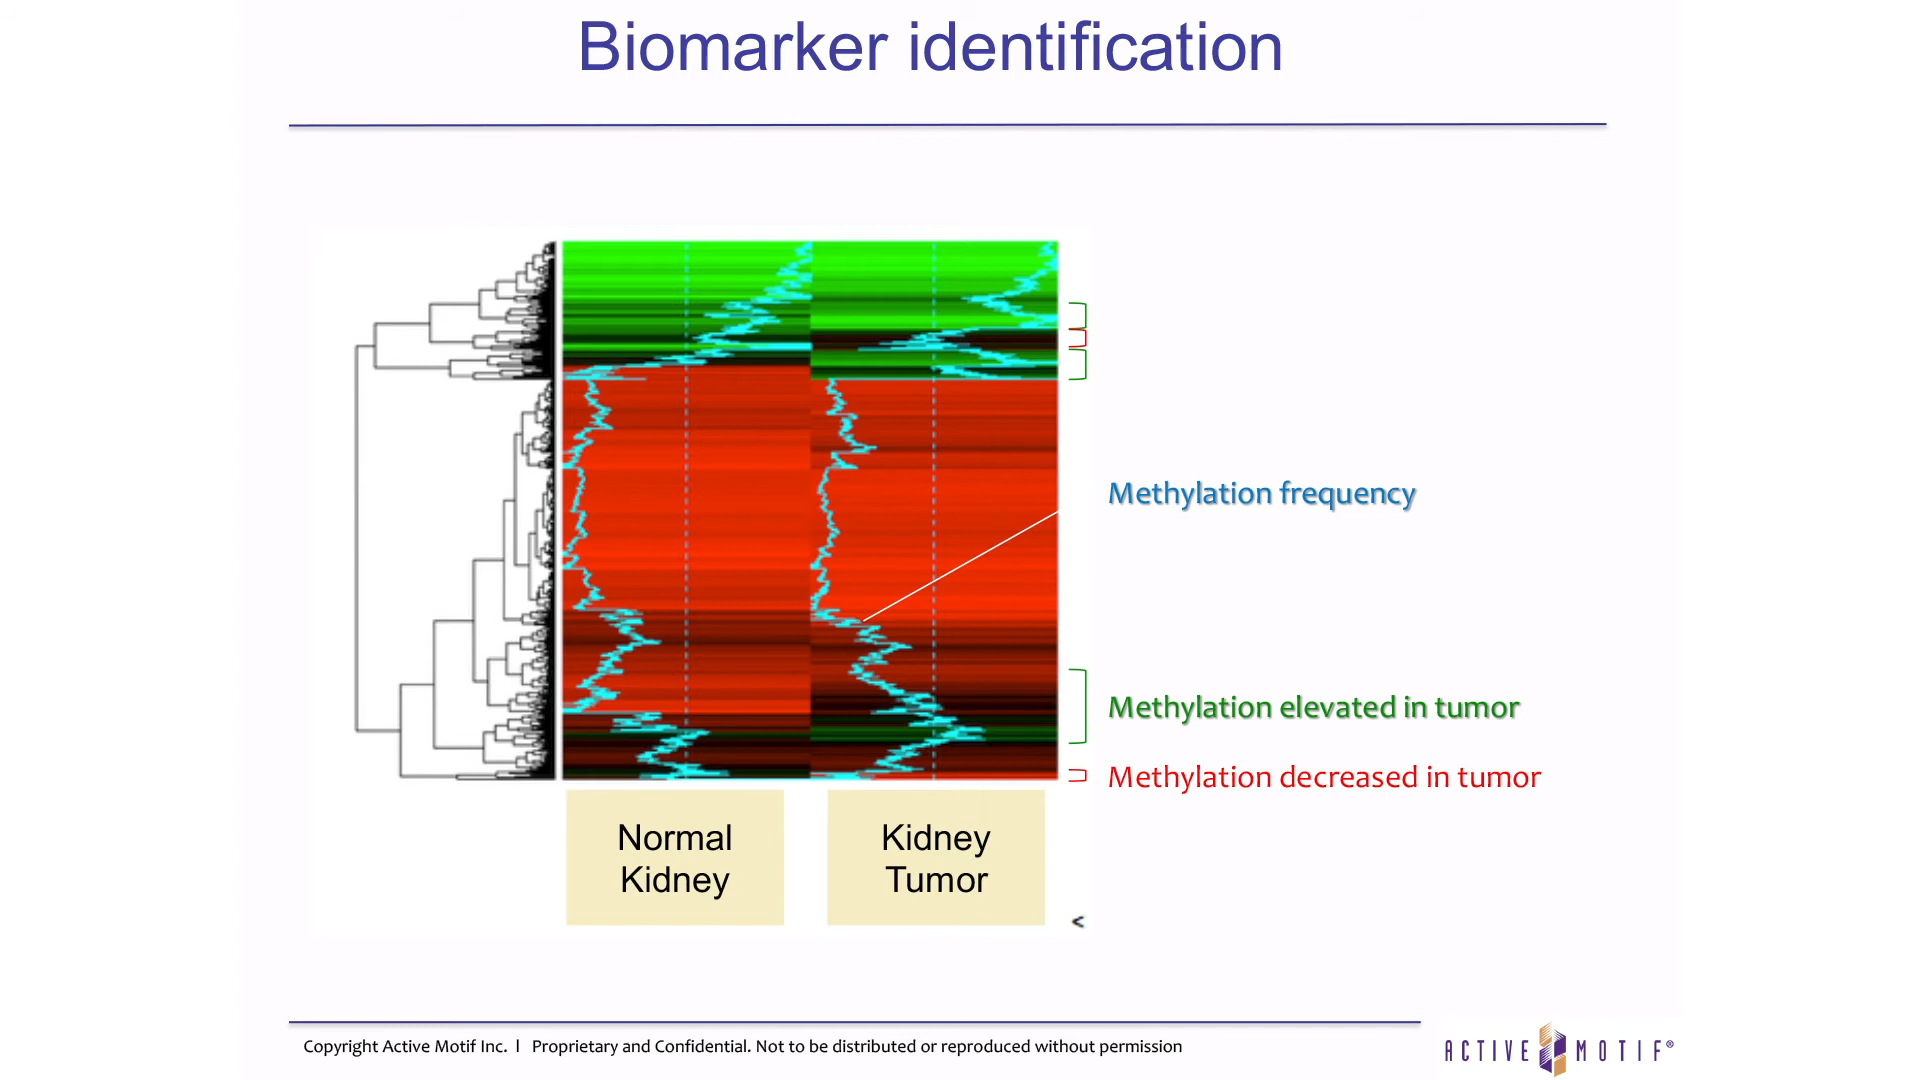 Biomarker identification
Methylation frequency
Methylation elevated in tumor
Methylation decreased in tumor
Normal
Kidney
Kidney
Tumor
<
Copyright Active Motif Inc. l Proprietary and Confidential. Not to be distributed or reproduced without permission
ACTIVE MOTIF®